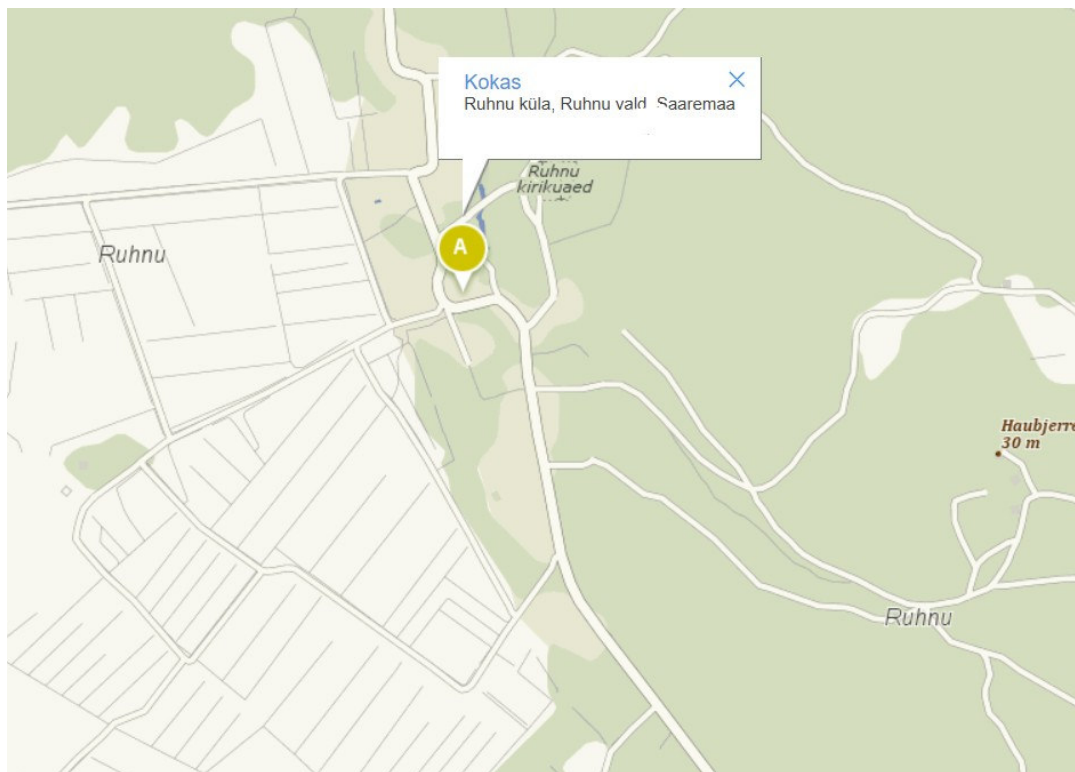 Kokas
Ruhnu küla, Ruhnu vald, Saaremaa
Ruhnu
kirikuaed
Ruhnu
A
Haubjerre
30 m
Ruhnu